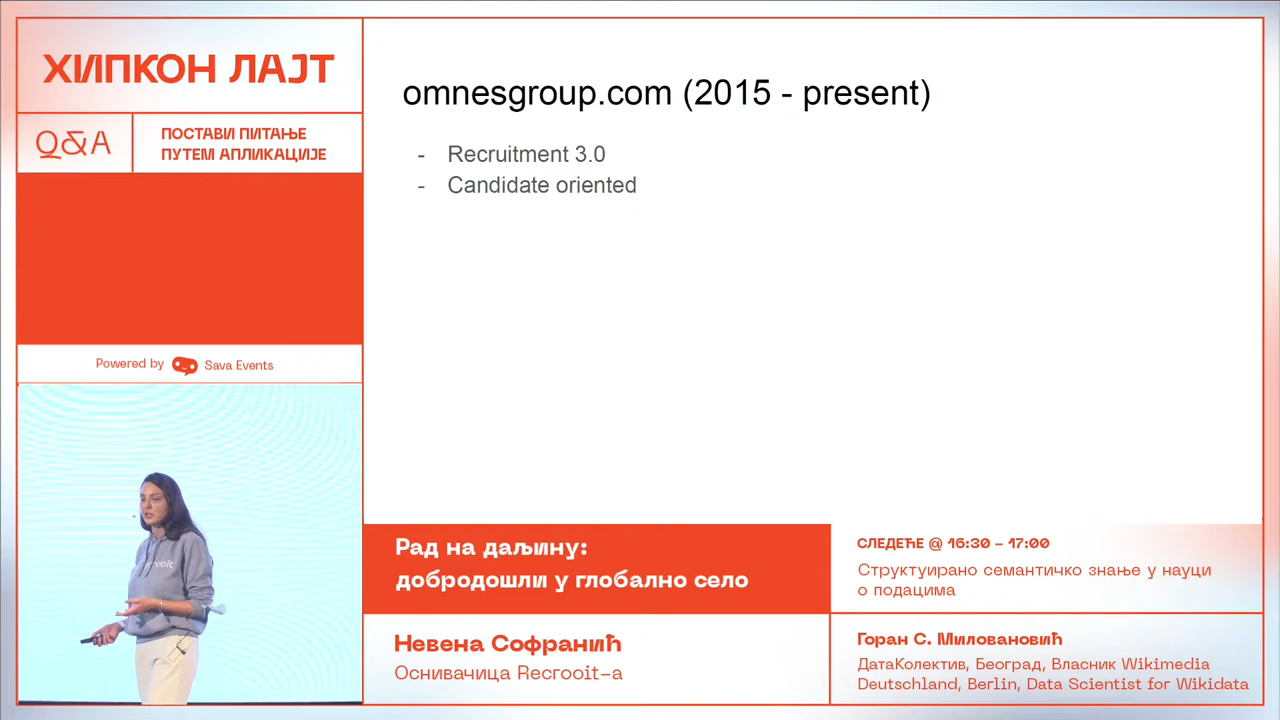 ХИПКОН ЛАЈТ
Q&A
ПОСТАВИ ПИТАЊЕ
ПУТЕМ АПЛИКАЦИЈЕ
Powered by Sava Events
omnesgroup.com (2015 - present)
- Recruitment 3.0
- Candidate oriented
Рад на даљину:
добродошли у глобално село
Невена Софранић
Оснивачица Recrooit-a
СЛЕДЕЋЕ @ 16:30 – 17:00
Структуирано семантичко знање у науци
о подацима
Горан С. Миловановић
ДатаКолектив, Београд, Власник Wikimedia
Deutschland, Berlin, Data Scientist for Wikidata